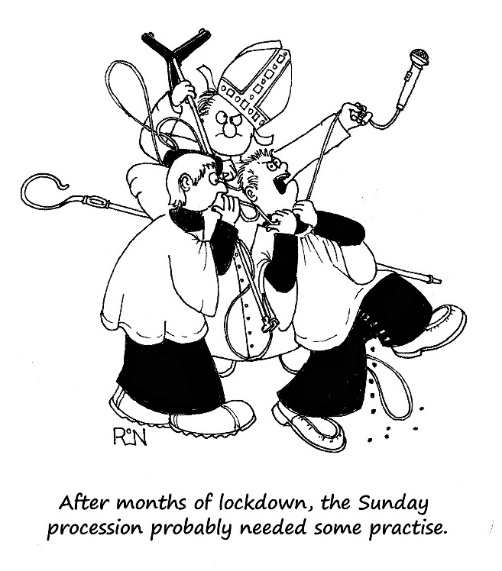 RON
After months of lockdown, the Sunday
procession probably needed some practise.